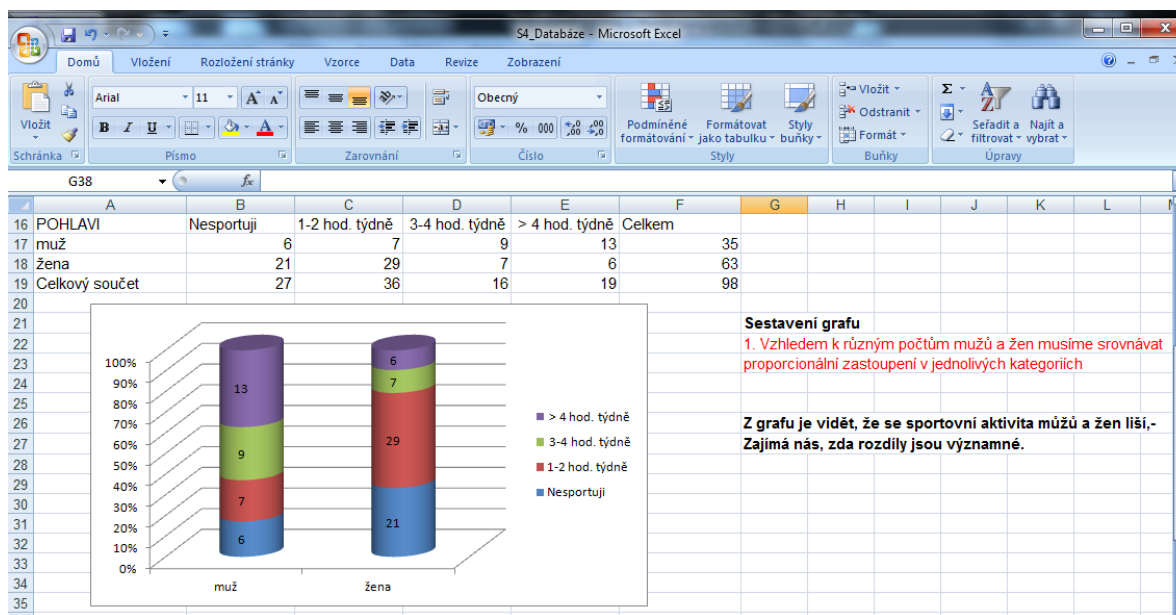 S4_Databáze - Microsoft Excel
Domů Vložení Rozložení stránky Vzorce Data Revize Zobrazení
Vložit
Arial 11
B I U
Obecný
% 000
Podmíněné formátování
Formátovat jako tabulku
Styly buňky
Vložit
Odstranit
Formát
Σ
Seřadit a filtrovat
Najít a vybrat
Schránka Písmo Zarovnání Číslo Styly Buňky Úpravy
G38 fx
A B C D E F G H I J K L M
16 POHLAVI Nesportuji 1-2 hod. týdně 3-4 hod. týdně > 4 hod. týdně Celkem
17 muž 6 7 9 13 35
18 žena 21 29 7 6 63
19 Celkový součet 27 36 16 19 98
20
21 Sestavení grafu
22 1. Vzhledem k různým počtům mužů a žen musíme srovnávat
23 proporcionální zastoupení v jednolivých kategoriích
24
25
26 Z grafu je vidět, že se sportovní aktivita můžů a žen liší,-
27 Zajímá nás, zda rozdíly jsou významné.
28
29
30
31
32
33
34
35
100%
90%
80%
70%
60%
50%
40%
30%
20%
10%
0%
13
9
7
6
6
7
29
21
muž žena
> 4 hod. týdně
3-4 hod. týdně
1-2 hod. týdně
Nesportuji